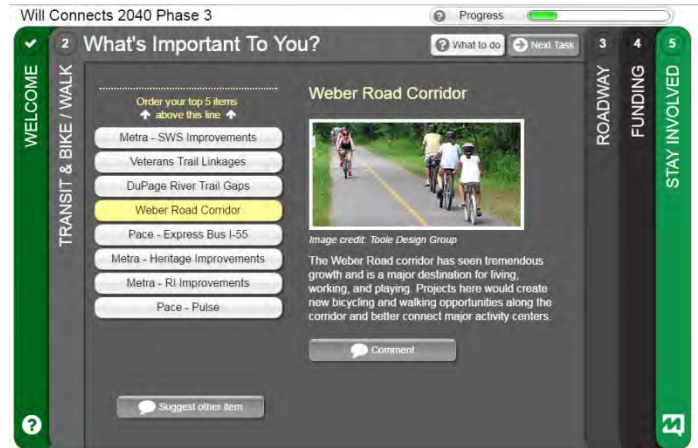 Will Connects 2040 Phase 3
? Progress
WELCOME
2
TRANSIT & BIKE / WALK
What's Important To You?
? What to do
Next Task
Order your top 5 items
above this line
Metra - SWS Improvements
Veterans Trail Linkages
DuPage River Trail Gaps
Weber Road Corridor
Pace - Express Bus I-55
Metra - Heritage Improvements
Metra - RI Improvements
Pace - Pulse
Suggest other item
Weber Road Corridor
Image credit: Toole Design Group
The Weber Road corridor has seen tremendous
growth and is a major destination for living,
working, and playing. Projects here would create
new bicycling and walking opportunities along the
corridor and better connect major activity centers.
Comment
3
ROADWAY
4
FUNDING
5
STAY INVOLVED
?